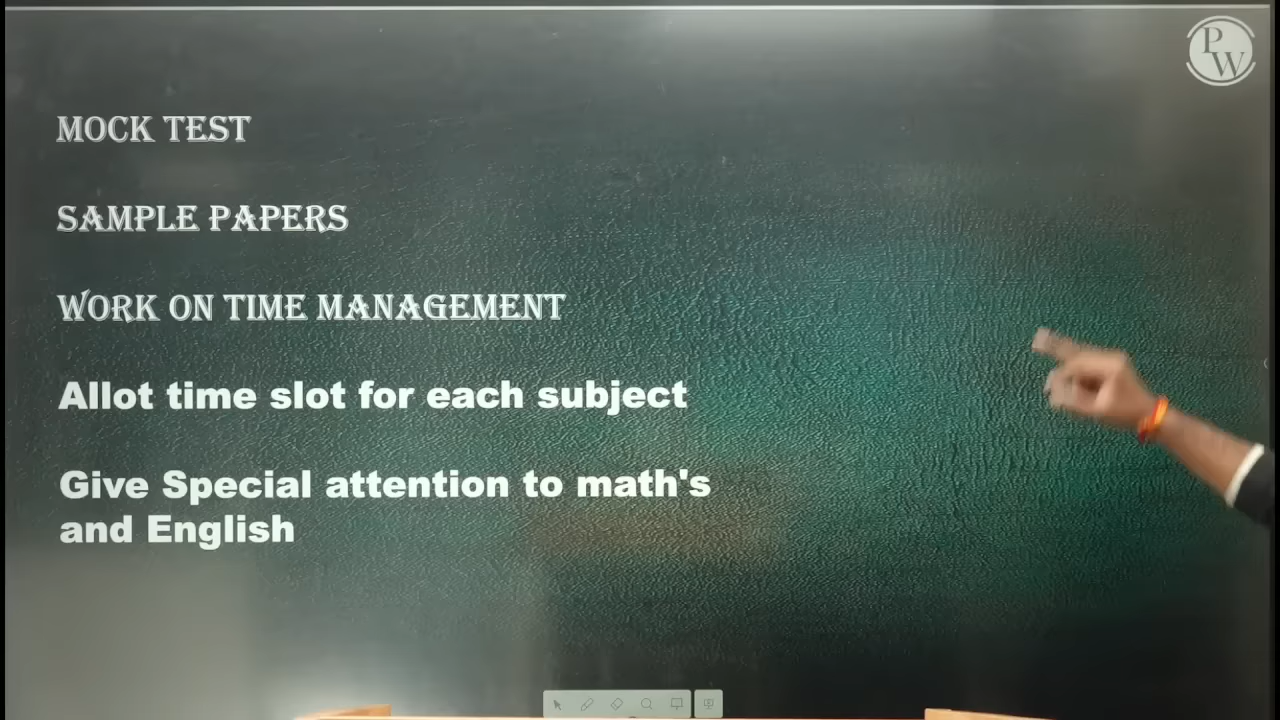 PW
MOCK TEST
SAMPLE PAPERS
WORK ON TIME MANAGEMENT
Allot time slot for each subject
Give Special attention to math's
and English